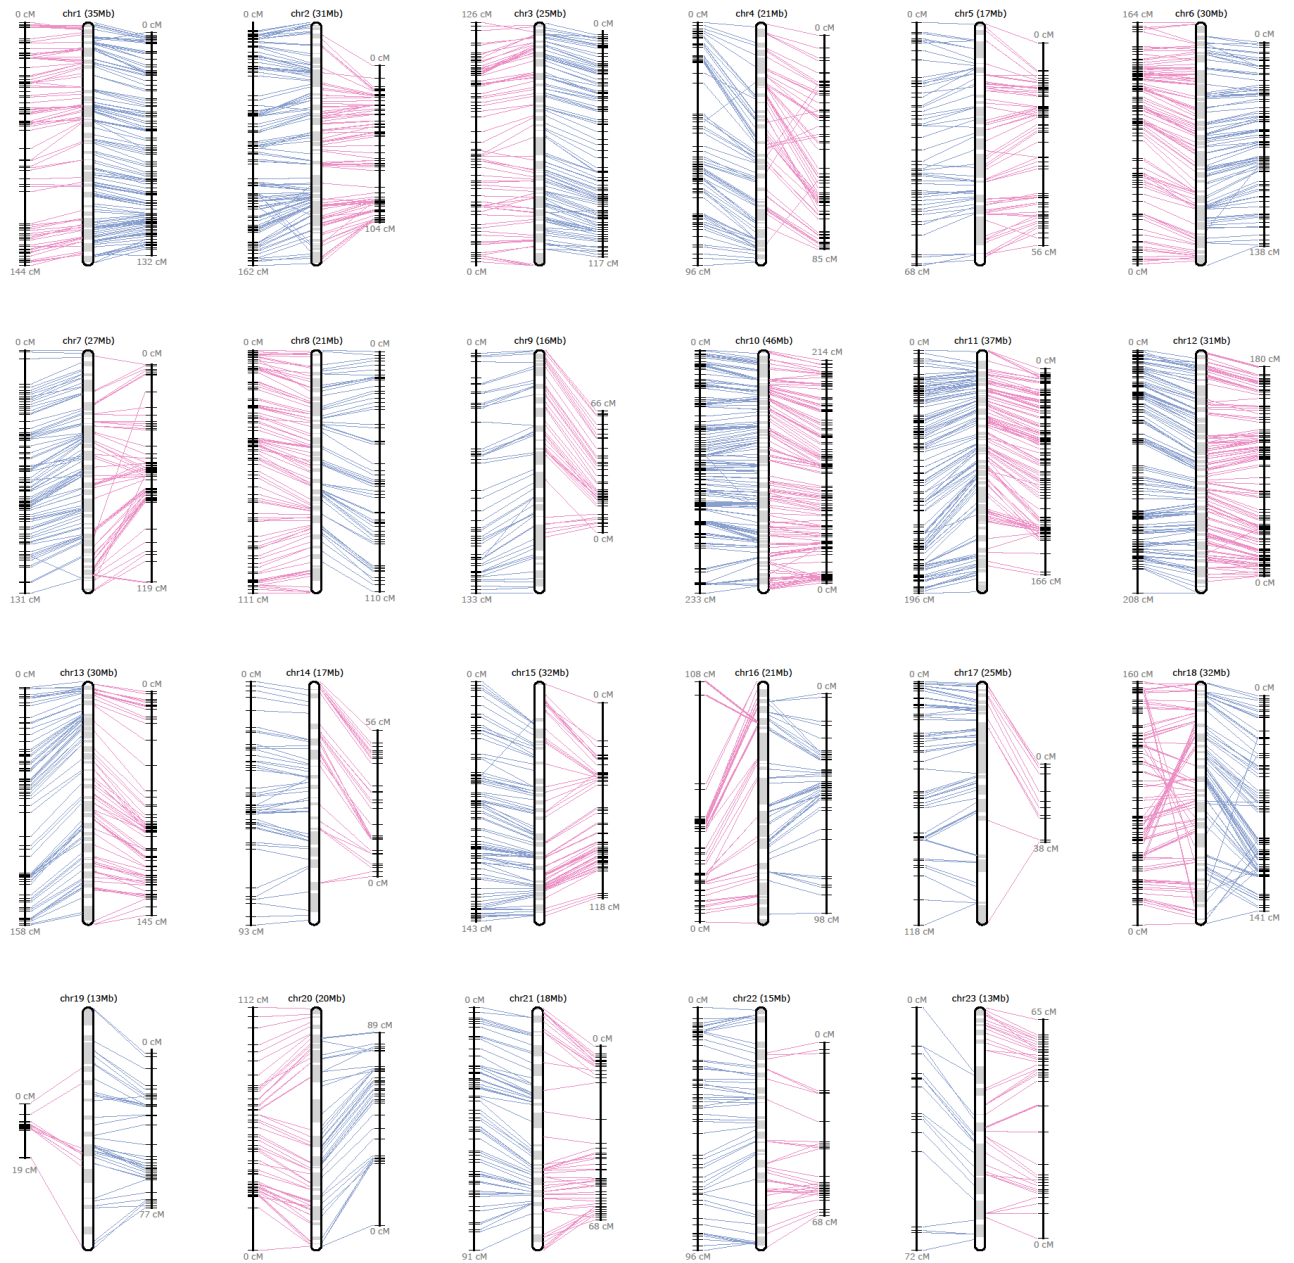 chr1 (35Mb)
0 cM
0 cM
144 cM
132 cM
chr2 (31Mb)
0 cM
0 cM
162 cM
104 cM
chr3 (25Mb)
126 cM
0 cM
0 cM
117 cM
chr4 (21Mb)
0 cM
0 cM
96 cM
85 cM
chr5 (17Mb)
0 cM
0 cM
68 cM
56 cM
chr6 (30Mb)
164 cM
0 cM
0 cM
138 cM
chr7 (27Mb)
0 cM
0 cM
131 cM
119 cM
chr8 (21Mb)
0 cM
0 cM
111 cM
110 cM
chr9 (16Mb)
0 cM
66 cM
133 cM
0 cM
chr10 (46Mb)
0 cM
214 cM
233 cM
0 cM
chr11 (37Mb)
0 cM
0 cM
196 cM
166 cM
chr12 (31Mb)
0 cM
180 cM
208 cM
0 cM
chr13 (30Mb)
0 cM
0 cM
158 cM
145 cM
chr14 (17Mb)
0 cM
56 cM
93 cM
0 cM
chr15 (32Mb)
0 cM
0 cM
143 cM
118 cM
chr16 (21Mb)
108 cM
0 cM
0 cM
98 cM
chr17 (25Mb)
0 cM
0 cM
118 cM
38 cM
chr18 (32Mb)
160 cM
0 cM
0 cM
141 cM
chr19 (13Mb)
0 cM
0 cM
19 cM
77 cM
chr20 (20Mb)
112 cM
89 cM
0 cM
0 cM
chr21 (18Mb)
0 cM
0 cM
91 cM
68 cM
chr22 (15Mb)
0 cM
0 cM
96 cM
68 cM
chr23 (13Mb)
0 cM
65 cM
72 cM
0 cM